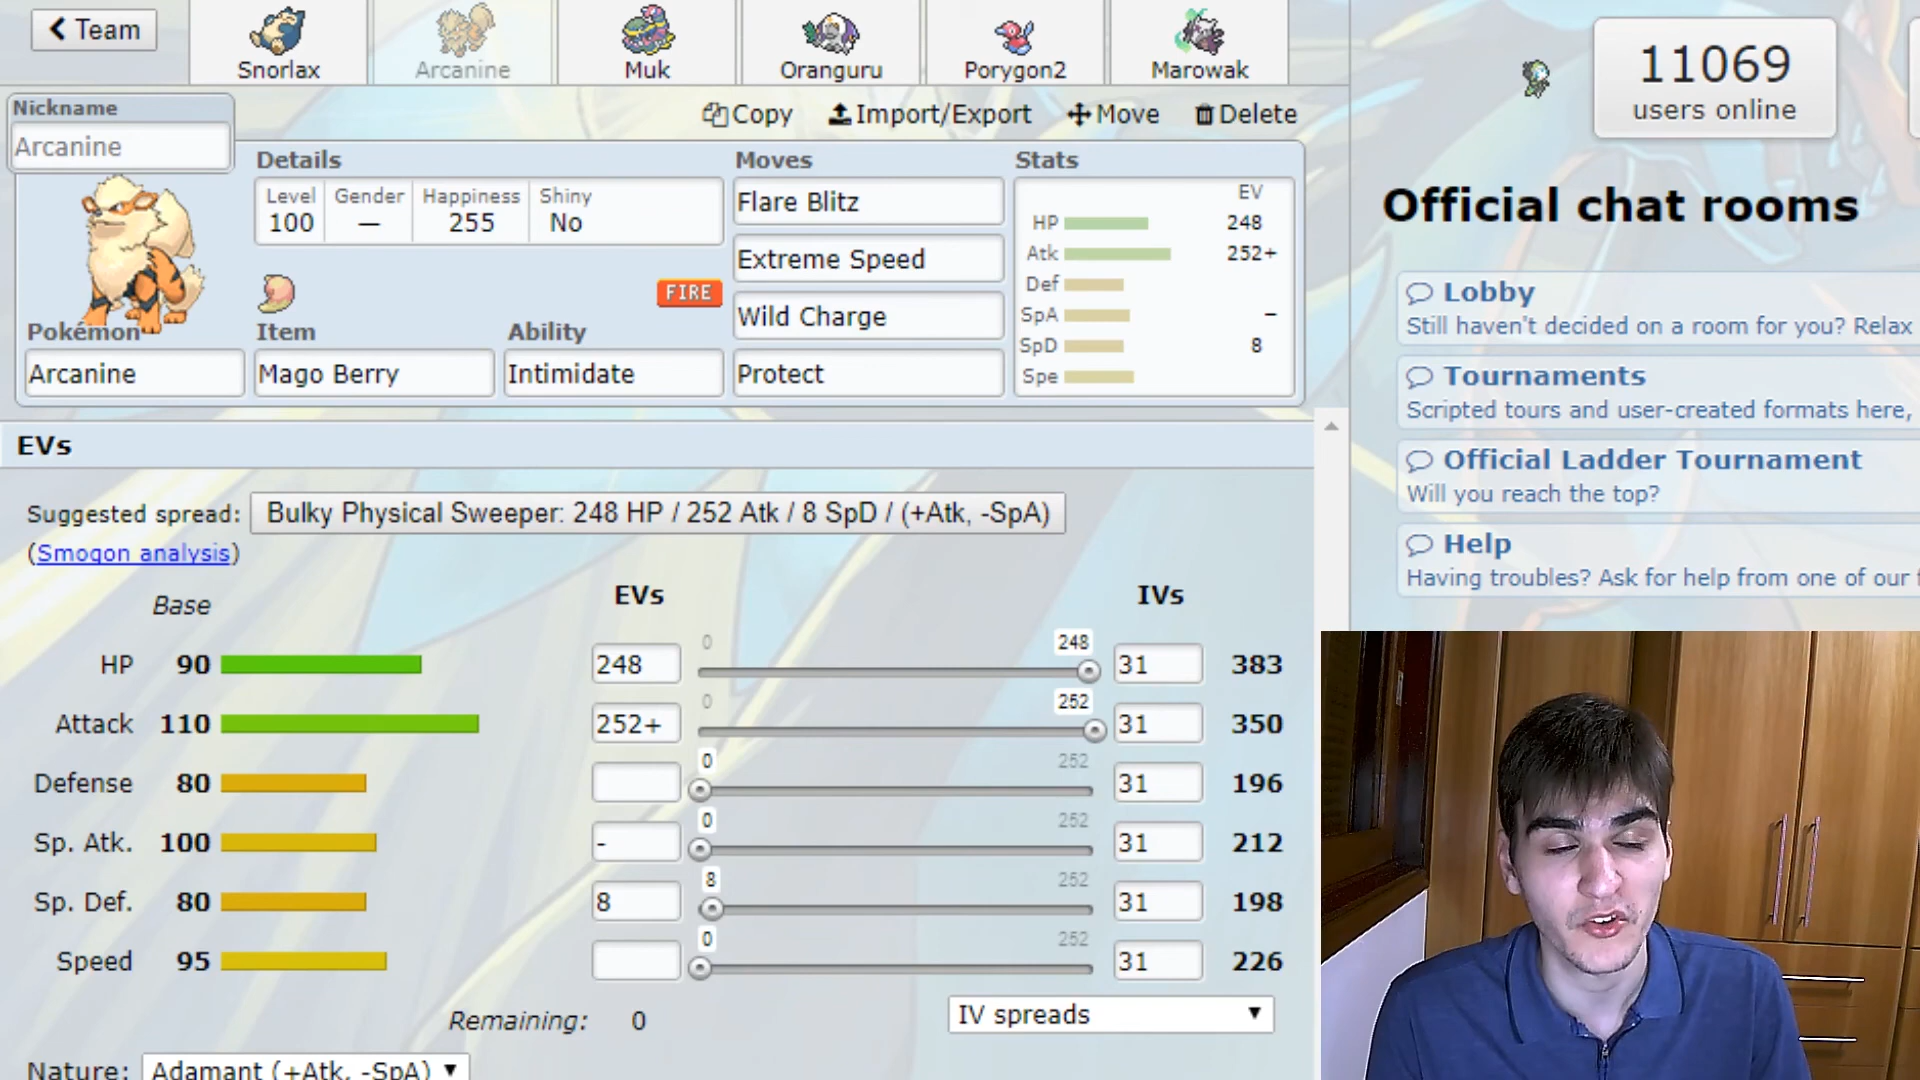 Team
Snorlax
Arcanine
Muk
Oranguru
Porygon2
Marowak
Nickname
Arcanine
Copy
Import/Export
Move
Delete
Details
Level
100
Gender
—
Happiness
255
Shiny
No
FIRE
Pokémon
Arcanine
Item
Mago Berry
Ability
Intimidate
Moves
Flare Blitz
Extreme Speed
Wild Charge
Protect
Stats
EV
HP 248
Atk 252+
Def
SpA –
SpD 8
Spe
EVs
Suggested spread: Bulky Physical Sweeper: 248 HP / 252 Atk / 8 SpD / (+Atk, -SpA)
(Smogon analysis)
Base EVs IVs
0 248
HP 90 248 31 383
0 252
Attack 110 252+ 31 350
0 252
Defense 80 31 196
0 252
Sp. Atk. 100 - 31 212
8 252
Sp. Def. 80 8 31 198
0 252
Speed 95 31 226
Remaining: 0 IV spreads
Nature: Adamant (+Atk, -SpA)
11069
users online
Official chat rooms
Lobby
Still haven't decided on a room for you? Relax
Tournaments
Scripted tours and user-created formats here,
Official Ladder Tournament
Will you reach the top?
Help
Having troubles? Ask for help from one of our